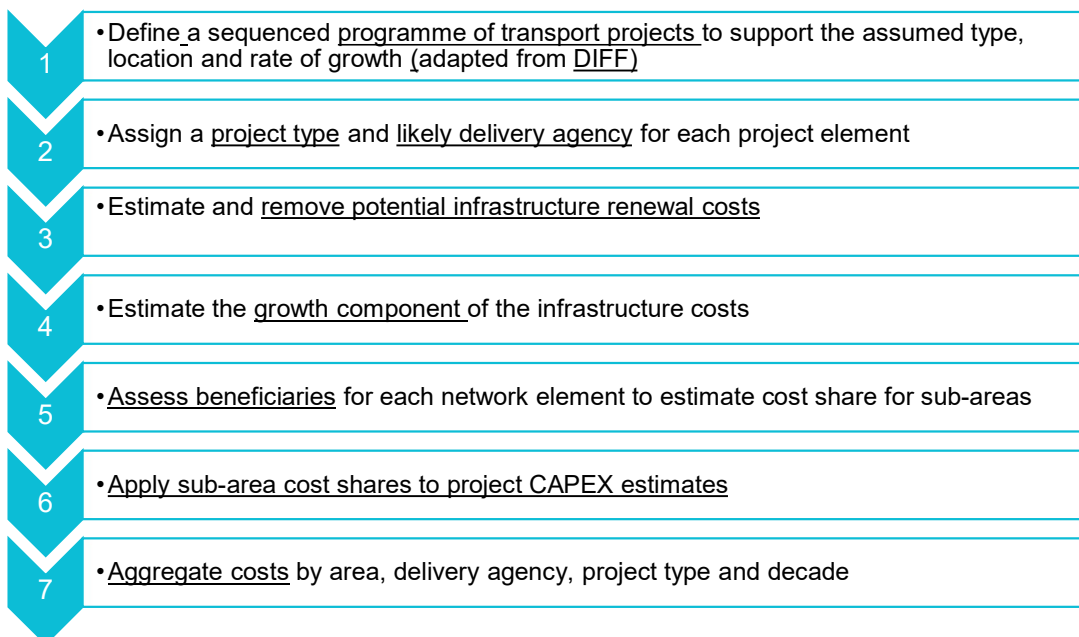 1
•Define a sequenced programme of transport projects to support the assumed type,
location and rate of growth (adapted from DIFF)
2
•Assign a project type and likely delivery agency for each project element
3
•Estimate and remove potential infrastructure renewal costs
4
•Estimate the growth component of the infrastructure costs
5
•Assess beneficiaries for each network element to estimate cost share for sub-areas
6
•Apply sub-area cost shares to project CAPEX estimates
7
•Aggregate costs by area, delivery agency, project type and decade